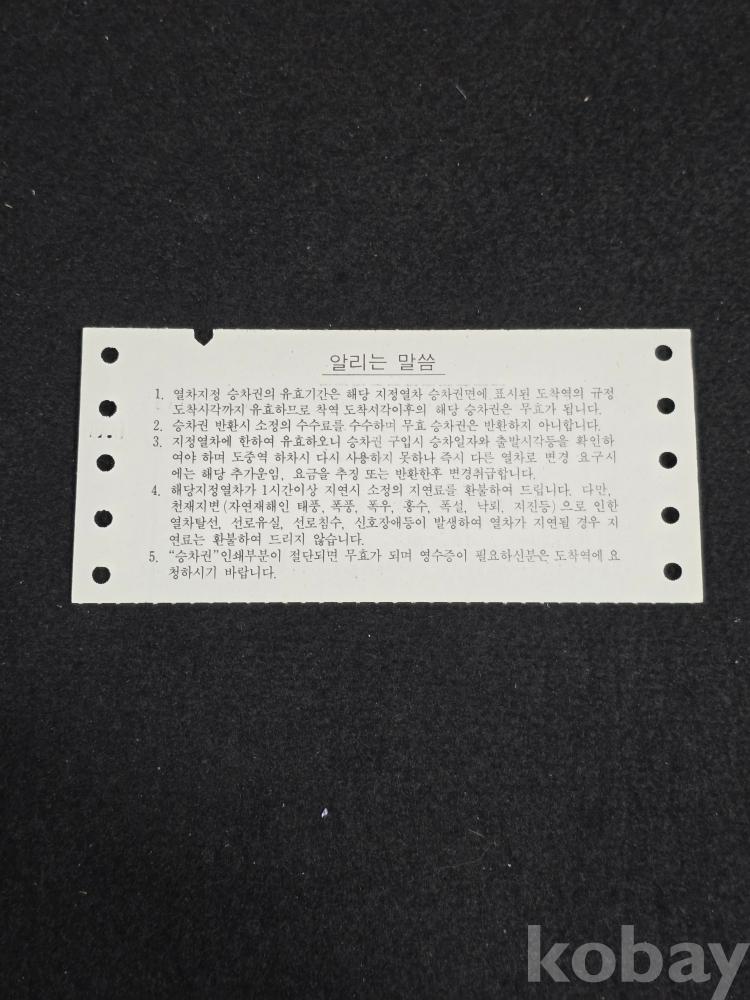 알리는 말씀
1. 열차지정 승차권의 유효기간은 해당 지정열차 승차권면에 표시된 도착역의 규정
도착시각까지 유효하므로 착역 도착시각이후의 해당 승차권은 무효가 됩니다.
2. 승차권 반환시 소정의 수수료를 수수하며 무효 승차권은 반환하지 아니합니다.
3. 지정열차에 한하여 유효하오니 승차권 구입시 승차일자와 출발시각등을 확인하
여야 하며 도중역 하차시 다시 사용하지 못하나 즉시 다른 열차로 변경 요구시
에는 해당 추가운임, 요금을 추징 또는 반환한후 변경취급합니다.
4. 해당지정열차가 1시간이상 지연시 소정의 지연료를 환불하여 드립니다. 다만,
천재지변(자연재해인 태풍, 폭풍, 폭우, 홍수, 폭설, 낙뢰, 지진등)으로 인한
열차탈선, 선로유실, 선로침수, 신호장애등이 발생하여 열차가 지연될 경우 지
연료는 환불하여 드리지 않습니다.
5. “승차권”인쇄부분이 절단되면 무효가 되며 영수증이 필요하신분은 도착역에 요
청하시기 바랍니다.
kobay